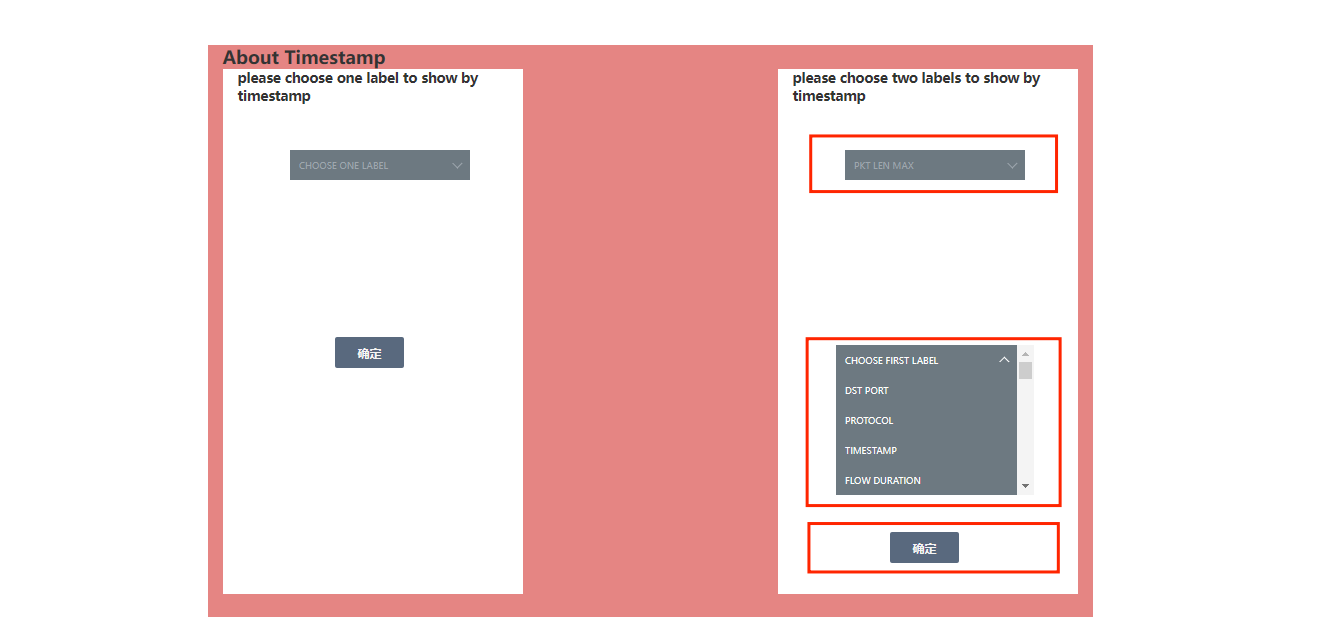 About Timestamp
please choose one label to show by
timestamp
CHOOSE ONE LABEL
确定
please choose two labels to show by
timestamp
PKT LEN MAX
CHOOSE FIRST LABEL
DST PORT
PROTOCOL
TIMESTAMP
FLOW DURATION
确定